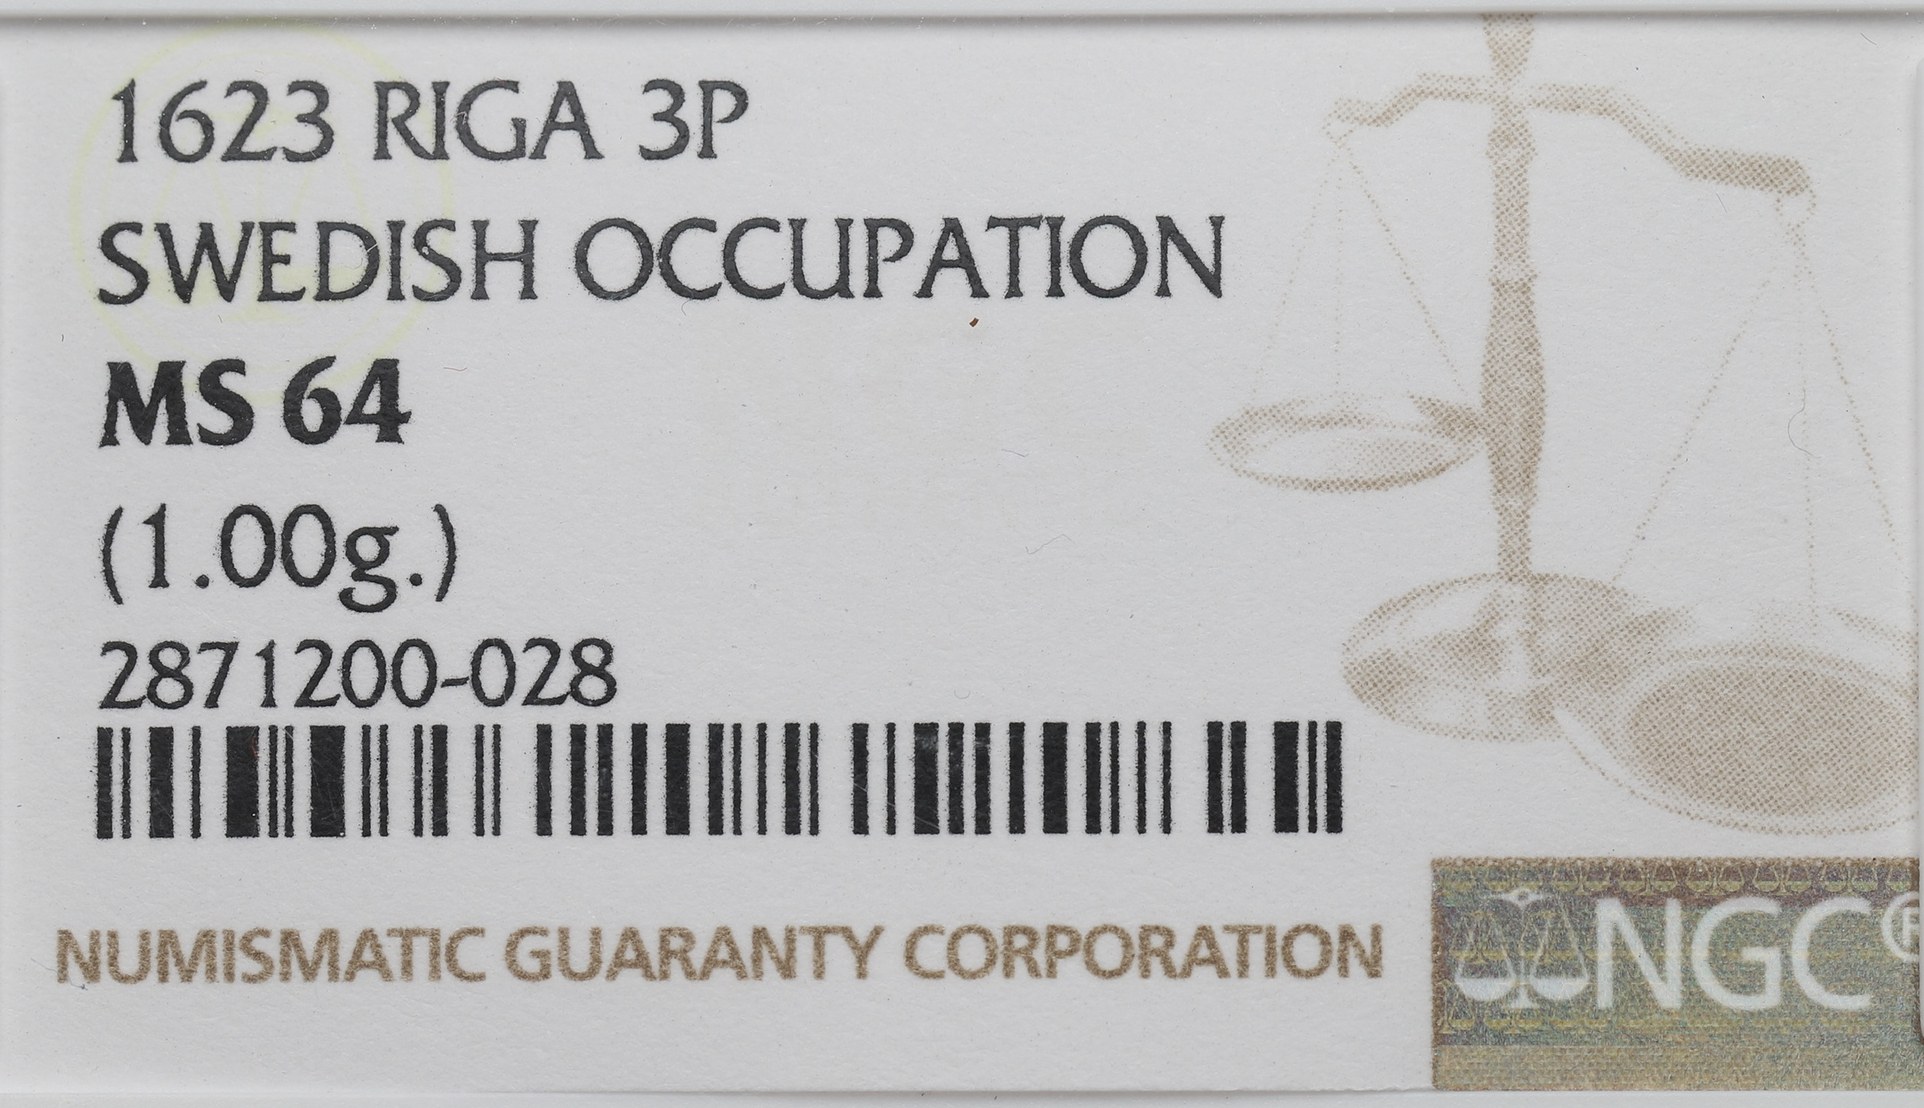 1623 RIGA 3P
SWEDISH OCCUPATION
MS 64
(1.00g.)
2871200-028
NUMISMATIC GUARANTY CORPORATION
NGC®